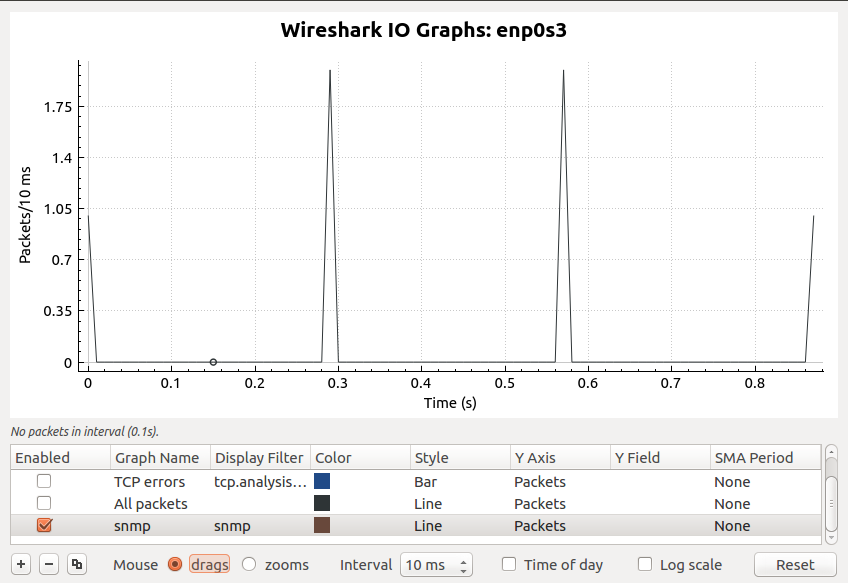 Wireshark IO Graphs: enp0s3
1.75
1.4
1.05
0.7
0.35
0
Packets/10 ms
0 0.1 0.2 0.3 0.4 0.5 0.6 0.7 0.8
Time (s)
No packets in interval (0.1s).
Enabled Graph Name Display Filter Color Style Y Axis Y Field SMA Period
TCP errors tcp.analysis... Bar Packets None
All packets Line Packets None
snmp snmp Line Packets None
Mouse drags zooms Interval 10 ms Time of day Log scale Reset